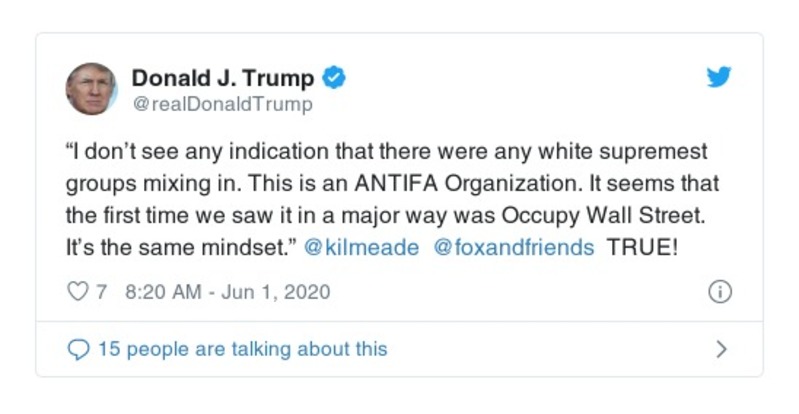 Donald J. Trump
@realDonaldTrump
“I don’t see any indication that there were any white supremest
groups mixing in. This is an ANTIFA Organization. It seems that
the first time we saw it in a major way was Occupy Wall Street.
It’s the same mindset.” @kilmeade @foxandfriends TRUE!
7 8:20 AM - Jun 1, 2020
15 people are talking about this